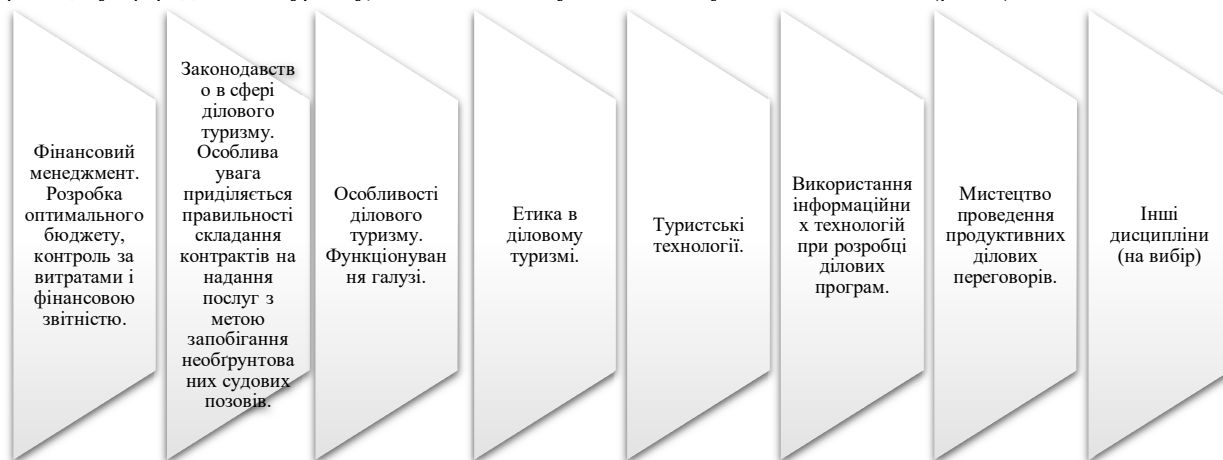 Фінансовий
менеджмент.
Розробка
оптимального
бюджету,
контроль за
витратами і
фінансовою
звітністю.
Законодавств
о в сфері
ділового
туризму.
Особлива
увага
приділяється
правильності
складання
контрактів на
надання
послуг з
метою
запобігання
необґрунтова
них судових
позовів.
Особливості
ділового
туризму.
Функціонуван
ня галузі.
Етика в
діловому
туризмі.
Туристські
технології.
Використання
інформаційни
х технологій
при розробці
ділових
програм.
Мистецтво
проведення
продуктивних
ділових
переговорів.
Інші
дисципліни
(на вибір)